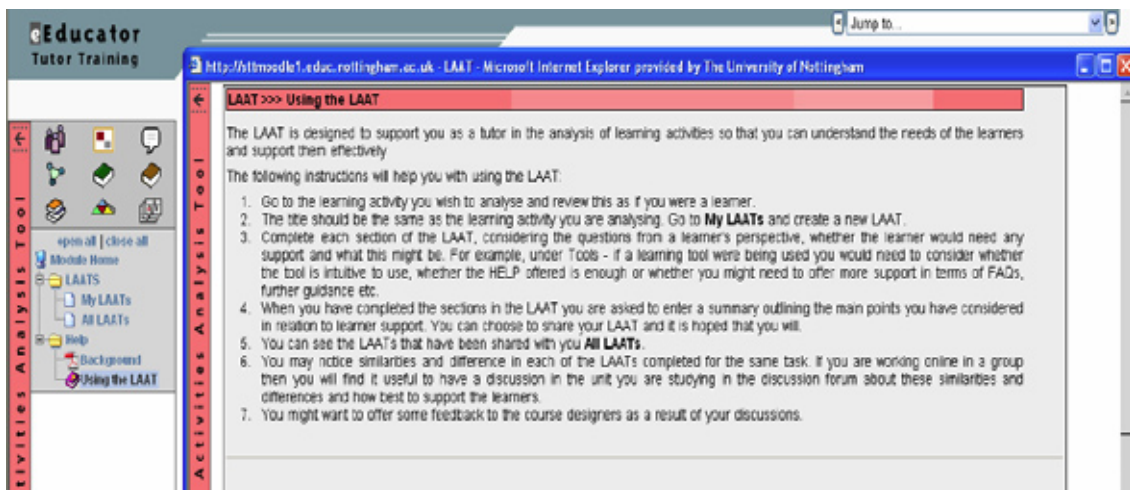 eEducator
Tutor Training
Jump to...
http://sttmoodle1.educ.nottingham.ac.uk - LAAT - Microsoft Internet Explorer provided by The University of Nottingham
LAAT >>> Using the LAAT
The LAAT is designed to support you as a tutor in the analysis of learning activities so that you can understand the needs of the learners
and support them effectively
The following instructions will help you with using the LAAT:
1. Go to the learning activity you wish to analyse and review this as if you were a learner.
2. The title should be the same as the learning activity you are analysing. Go to My LAATs and create a new LAAT.
3. Complete each section of the LAAT, considering the questions from a learner's perspective, whether the learner would need any
support and what this might be. For example, under Tools - if a learning tool were being used you would need to consider whether
the tool is intuitive to use, whether the HELP offered is enough or whether you might need to offer more support in terms of FAQs,
further guidance etc.
4. When you have completed the sections in the LAAT you are asked to enter a summary outlining the main points you have considered
in relation to learner support. You can choose to share your LAAT and it is hoped that you will.
5. You can see the LAATs that have been shared with you All LAATs.
6. You may notice similarities and difference in each of the LAATs completed for the same task. If you are working online in a group
then you will find it useful to have a discussion in the unit you are studying in the discussion forum about these similarities and
differences and how best to support the learners.
7. You might want to offer some feedback to the course designers as a result of your discussions.
open all | close all
Module Home
LAATS
My LAATs
All LAATs
Help
Background
Using the LAAT
tivities Analysis Tool
Activities Analysis Tool